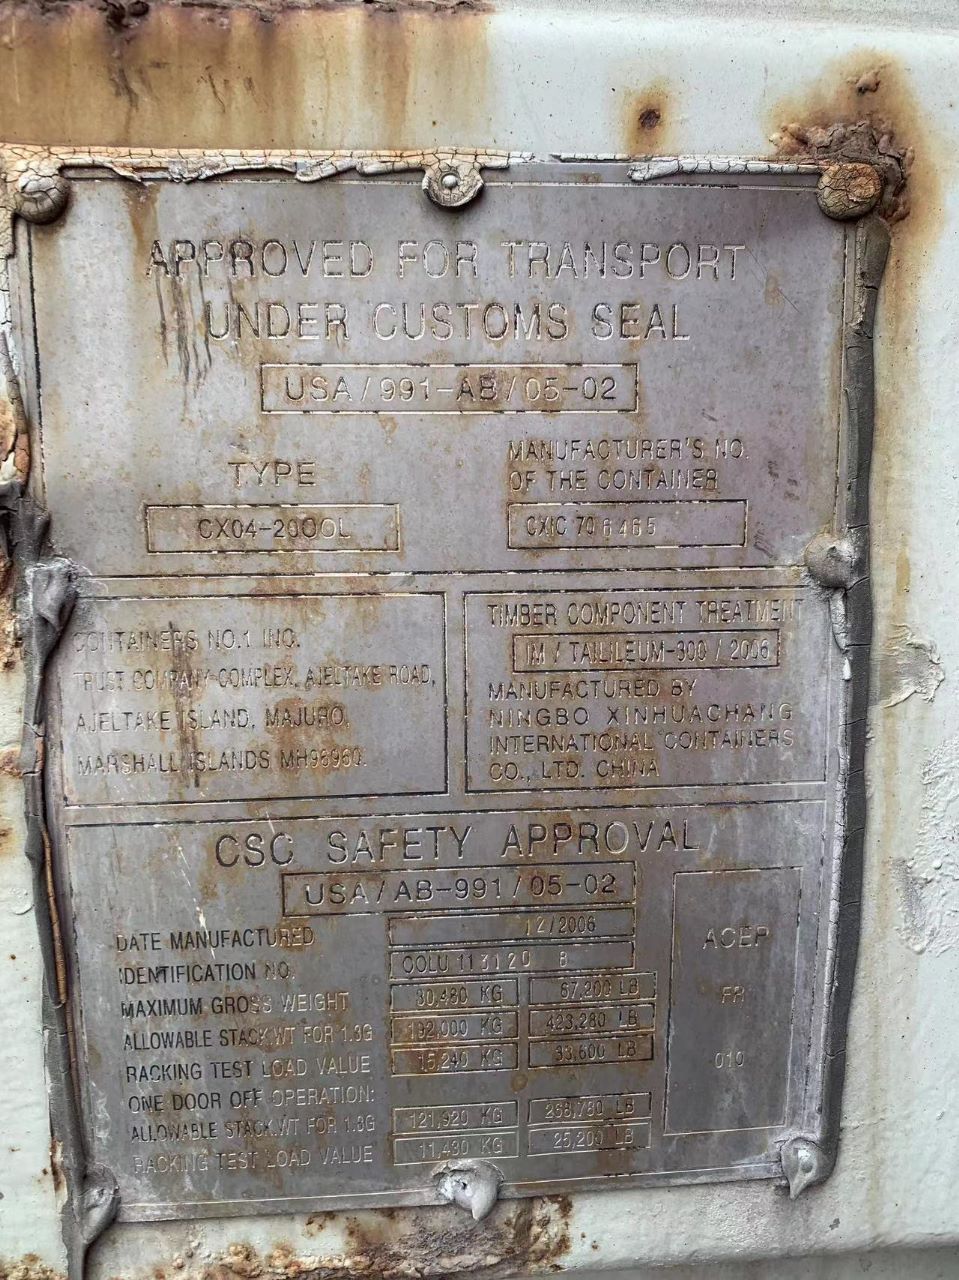 APPROVED FOR TRANSPORT
UNDER CUSTOMS SEAL
USA/991-AB/05-02
TYPE
CX04-2000L
MANUFACTURER'S NO.
OF THE CONTAINER
CXIC 706465
CONTAINERS NO.1 INC.
TRUST COMPANY COMPLEX, AJELTAKE ROAD,
AJELTAKE ISLAND, MAJURO,
MARSHALL ISLANDS MH96960.
TIMBER COMPONENT TREATMENT
IM/TAILILEUM-300/2006
MANUFACTURED BY
NINGBO XINHUACHANG
INTERNATIONAL CONTAINERS
CO., LTD. CHINA
CSC SAFETY APPROVAL
USA/AB-991/05-02
DATE MANUFACTURED 12/2006
IDENTIFICATION NO. 113120 8
MAXIMUM GROSS WEIGHT 30,480 KG 67,200 LB
ALLOWABLE STACK.WT FOR 1.8G 192,000 KG 423,280 LB
RACKING TEST LOAD VALUE 15,240 KG 33,600 LB
ONE DOOR OFF OPERATION:
ALLOWABLE STACK.WT FOR 1.8G 121,920 KG 268,780 LB
RACKING TEST LOAD VALUE 11,430 KG 25,200 LB
ACEP
FR
010